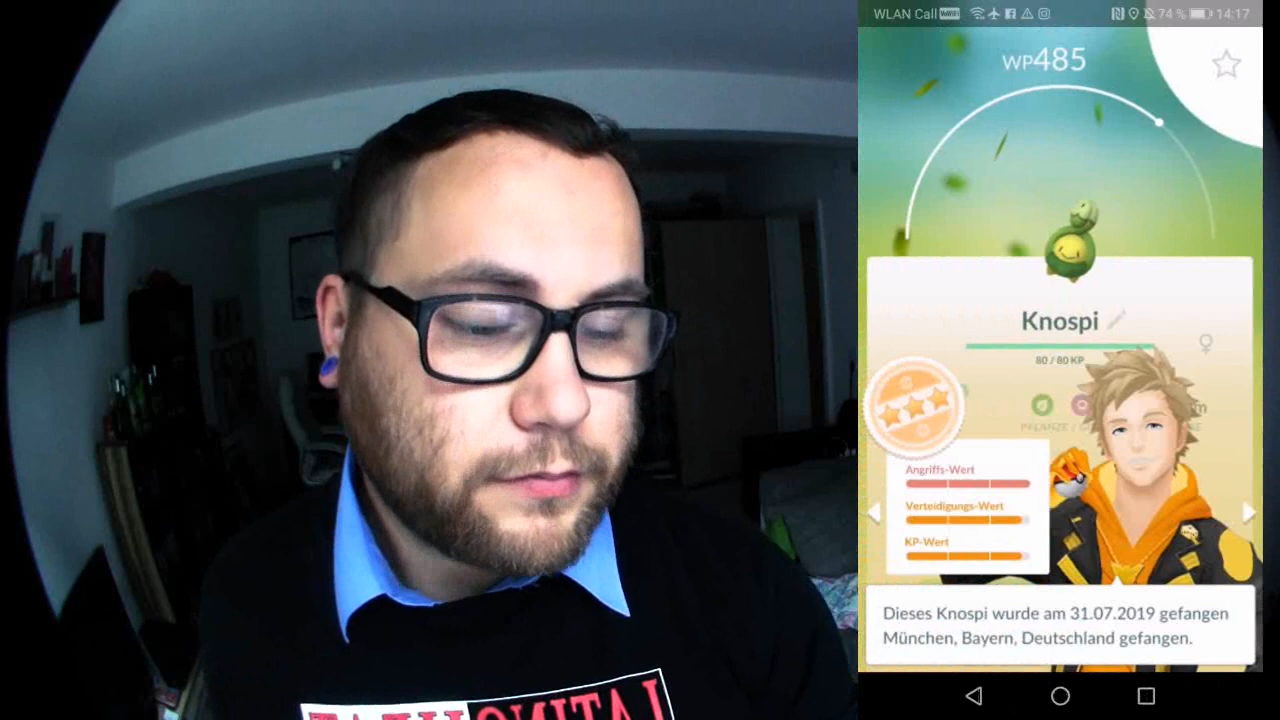 WLAN Call
74 %
14:17
WP485
Knospi
80 / 80 KP
Angriffs-Wert
Verteidigungs-Wert
KP-Wert
Dieses Knospi wurde am 31.07.2019 gefangen
München, Bayern, Deutschland gefangen.